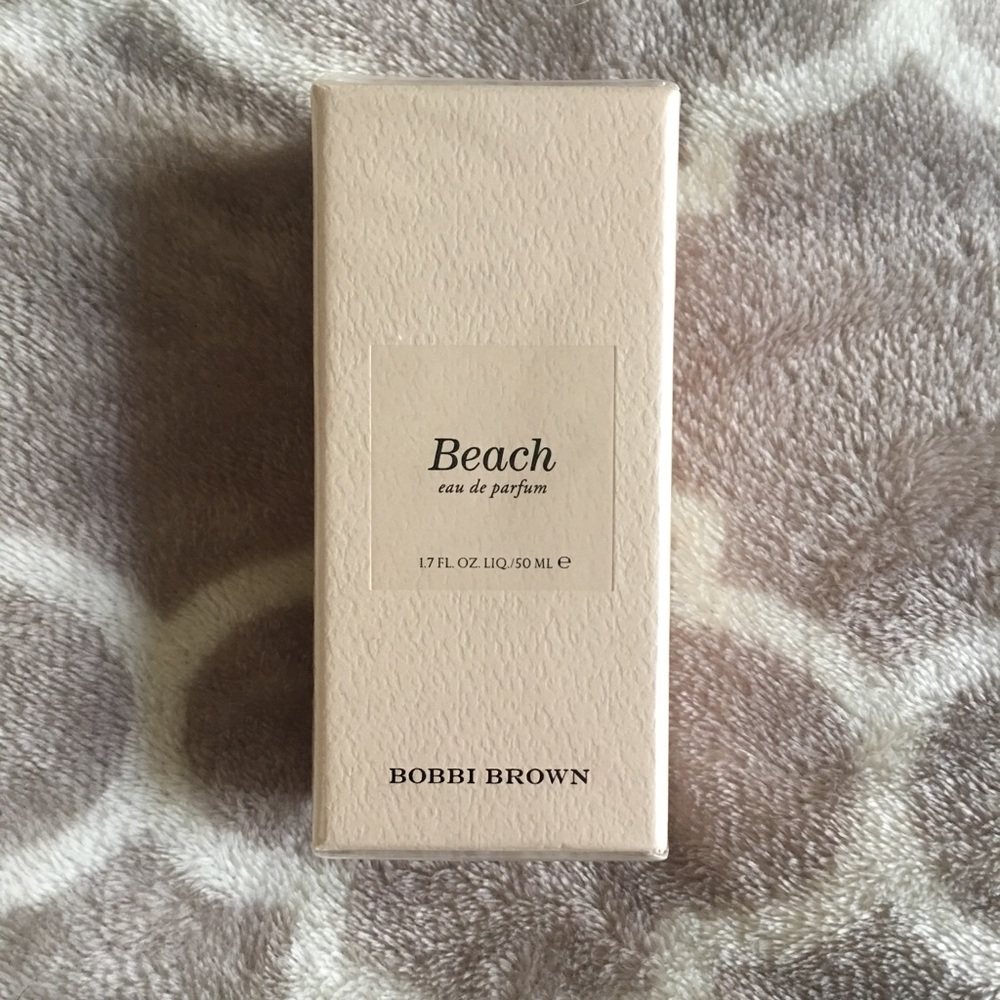 Beach
eau de parfum
1.7 FL. OZ. LIQ./50 ML ℮
BOBBI BROWN